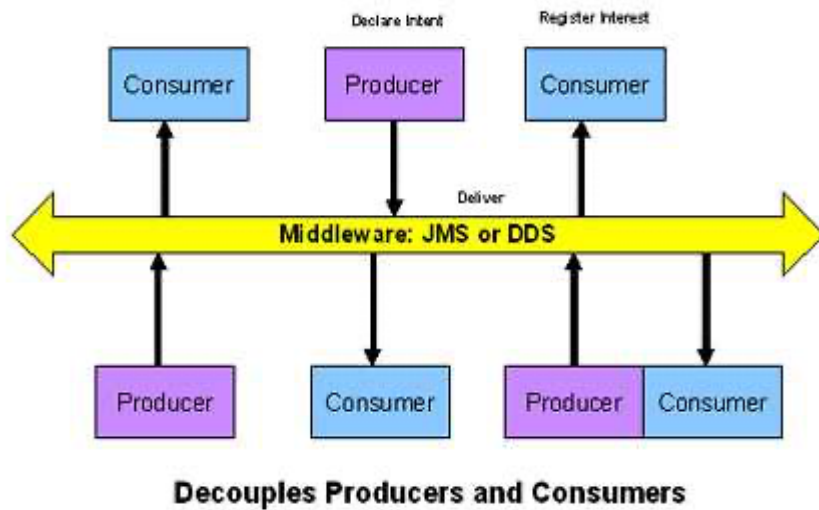 Declare Intent
Register Interest
Consumer
Producer
Consumer
Deliver
Middleware: JMS or DDS
Producer
Consumer
Producer
Consumer
Decouples Producers and Consumers